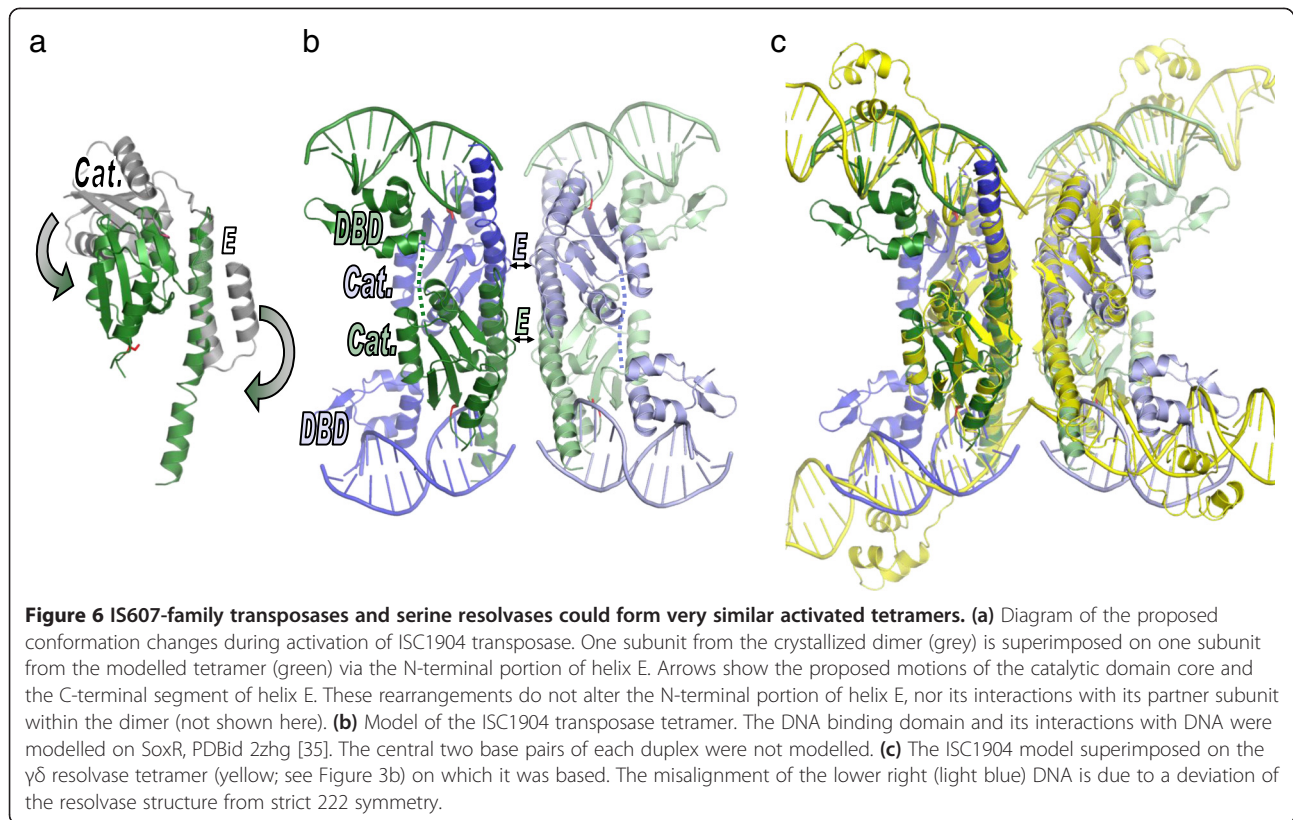 a
b
c
Cat.
E
DBD
Cat.
Cat.
DBD
E
E
Figure 6 IS607-family transposases and serine resolvases could form very similar activated tetramers. (a) Diagram of the proposed
conformation changes during activation of ISC1904 transposase. One subunit from the crystallized dimer (grey) is superimposed on one subunit
from the modelled tetramer (green) via the N-terminal portion of helix E. Arrows show the proposed motions of the catalytic domain core and
the C-terminal segment of helix E. These rearrangements do not alter the N-terminal portion of helix E, nor its interactions with its partner subunit
within the dimer (not shown here). (b) Model of the ISC1904 transposase tetramer. The DNA binding domain and its interactions with DNA were
modelled on SoxR, PDBid 2zhg [35]. The central two base pairs of each duplex were not modelled. (c) The ISC1904 model superimposed on the
γδ resolvase tetramer (yellow; see Figure 3b) on which it was based. The misalignment of the lower right (light blue) DNA is due to a deviation of
the resolvase structure from strict 222 symmetry.